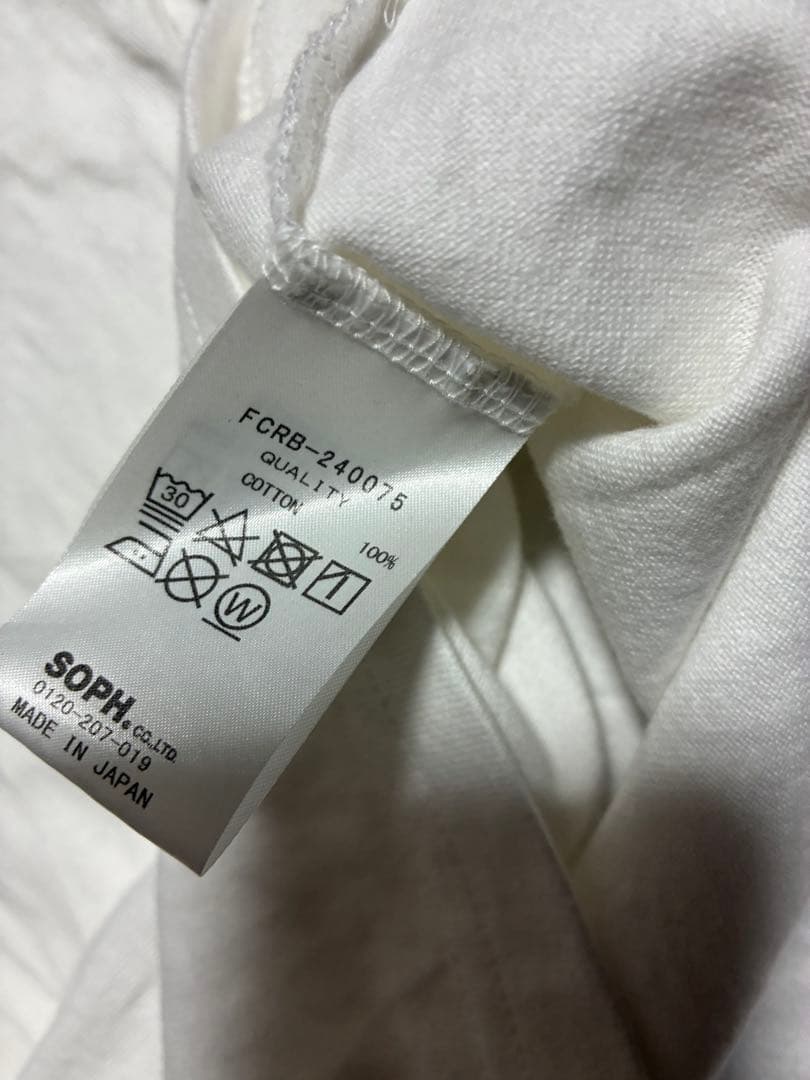 FCRB-240075
QUALITY
COTTON 100%
30
W
SOPH. CO.,LTD.
0120-207-019
MADE IN JAPAN